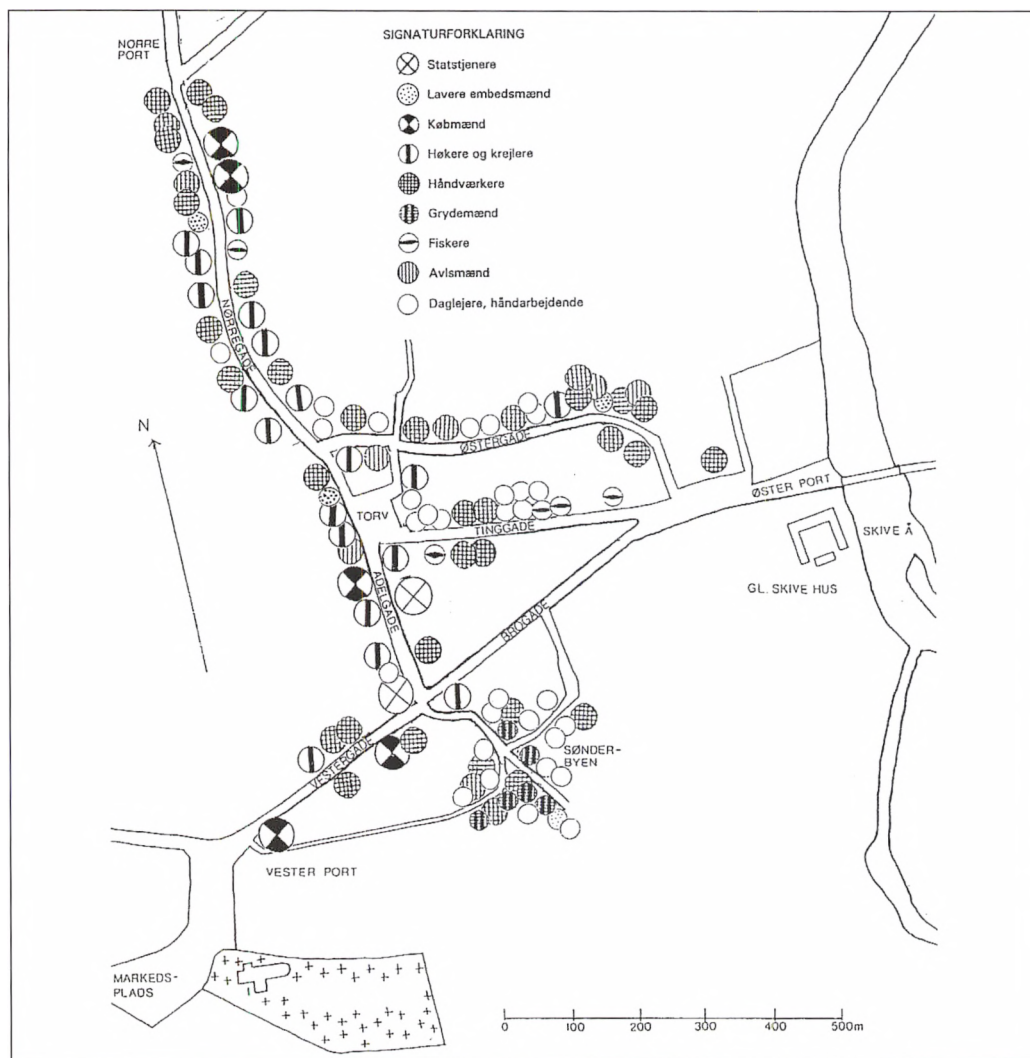 NØRRE
PORT
SIGNATURFORKLARING
Statstjenere
Lavere embedsmænd
Købmænd
Høkere og krejlere
Håndværkere
Grydemænd
Fiskere
Avlsmænd
Daglejere, håndarbejdende
NØRREGADE
N
ØSTERGADE
TORV
TINGGADE
ØSTER PORT
SKIVE Å
GL. SKIVE HUS
ADELGADE
BROGADE
SØNDER-
BYEN
VESTERGADE
VESTER PORT
MARKEDS-
PLADS
0 100 200 300 400 500m